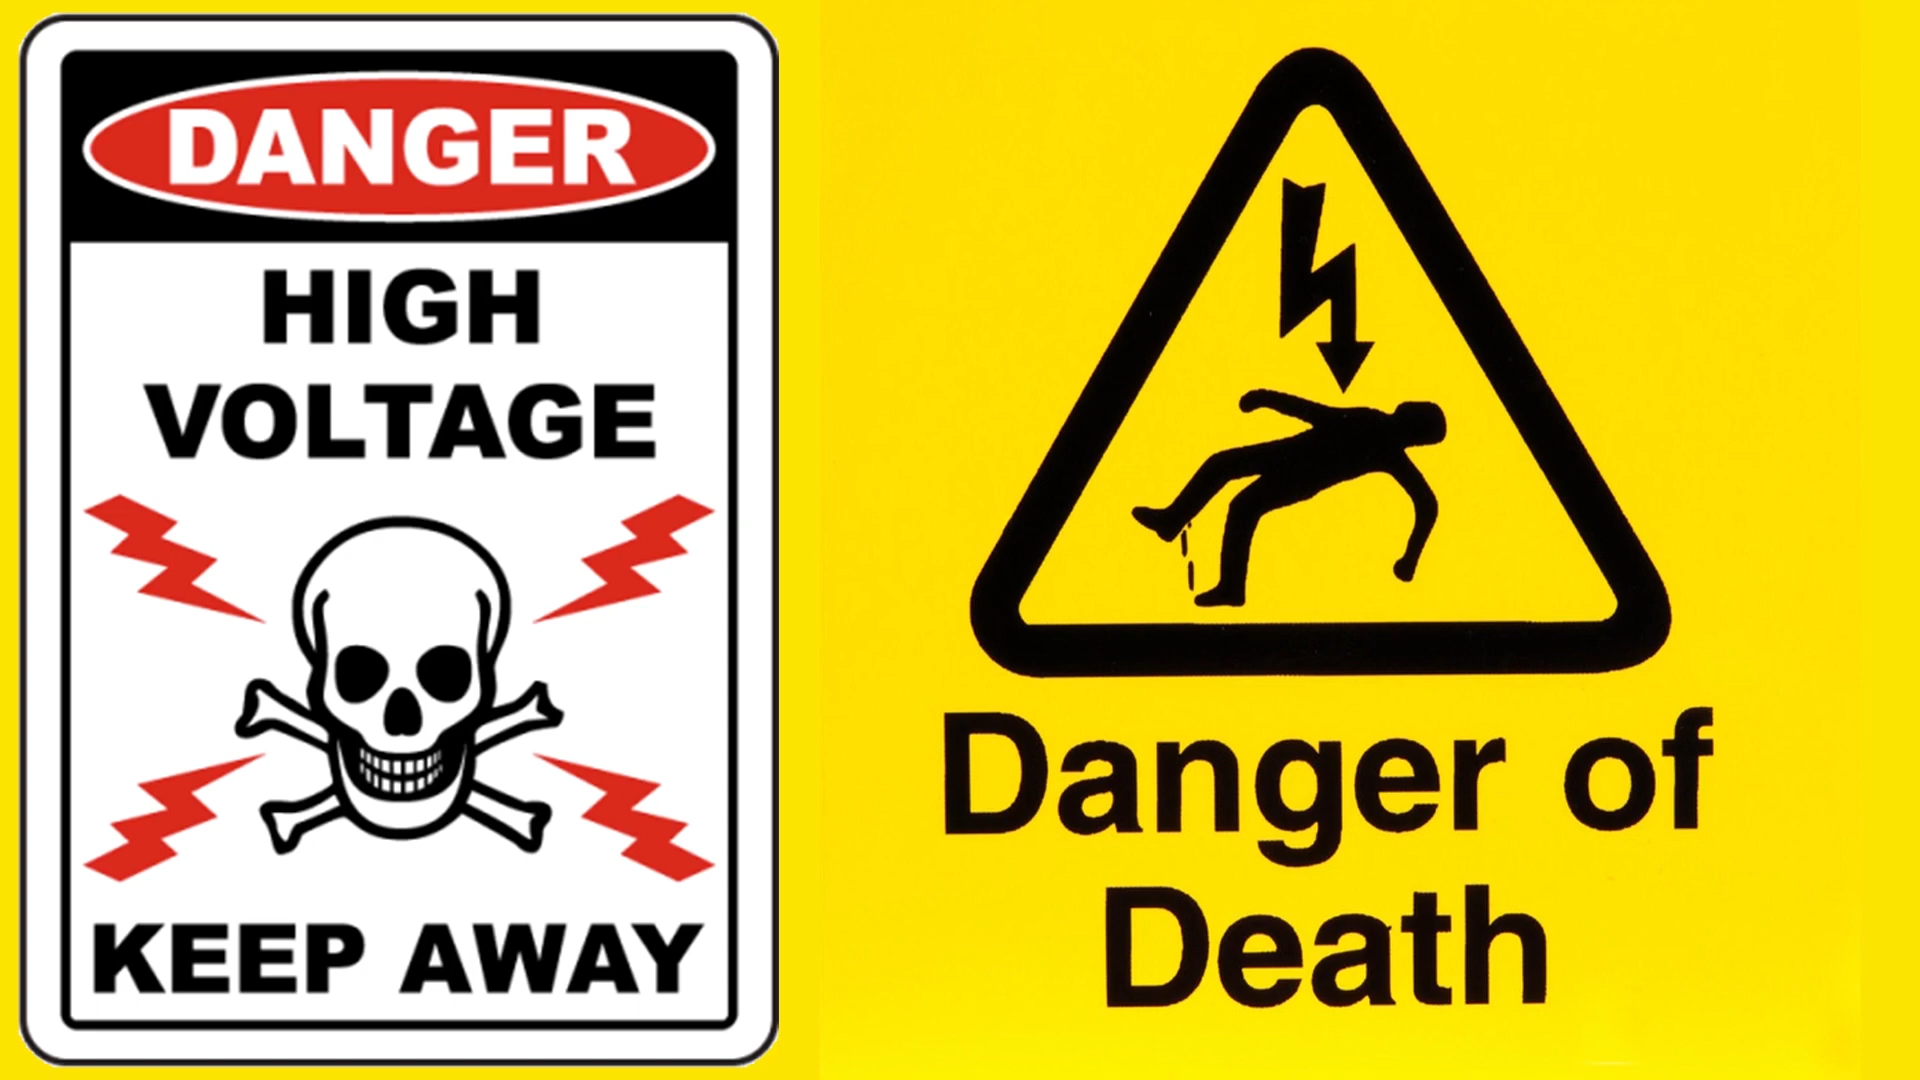 DANGER
HIGH
VOLTAGE
KEEP AWAY
Danger of
Death